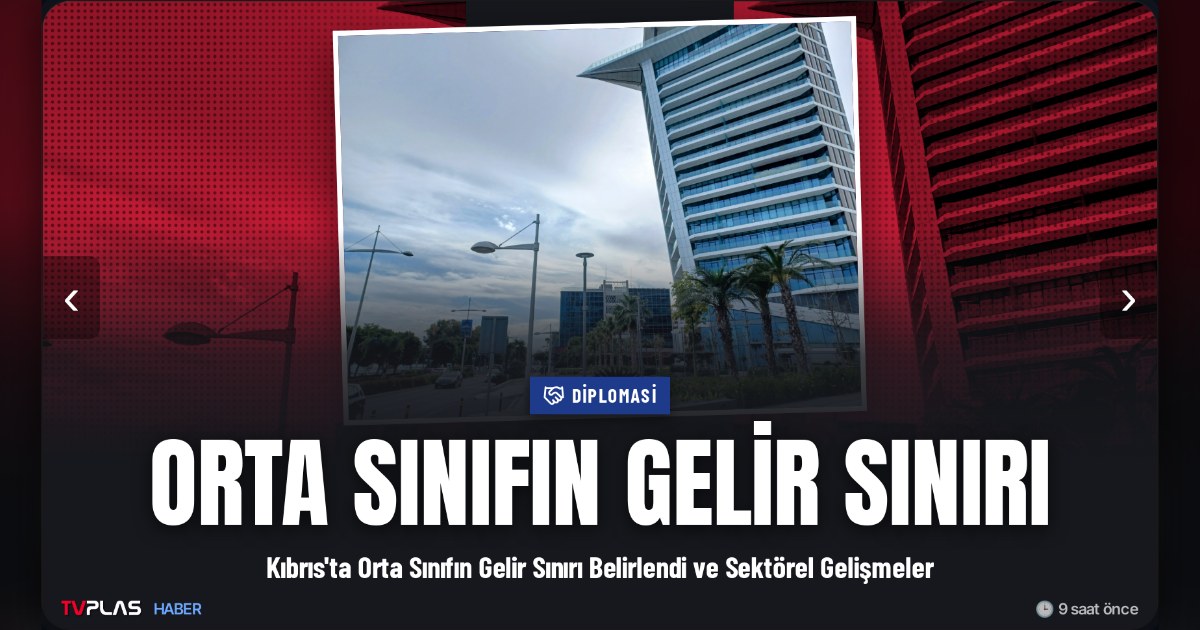 DİPLOMASİ
ORTA SINIFIN GELİR SINIRI
Kıbrıs'ta Orta Sınıfın Gelir Sınırı Belirlendi ve Sektörel Gelişmeler
TVPLAS HABER
9 saat önce